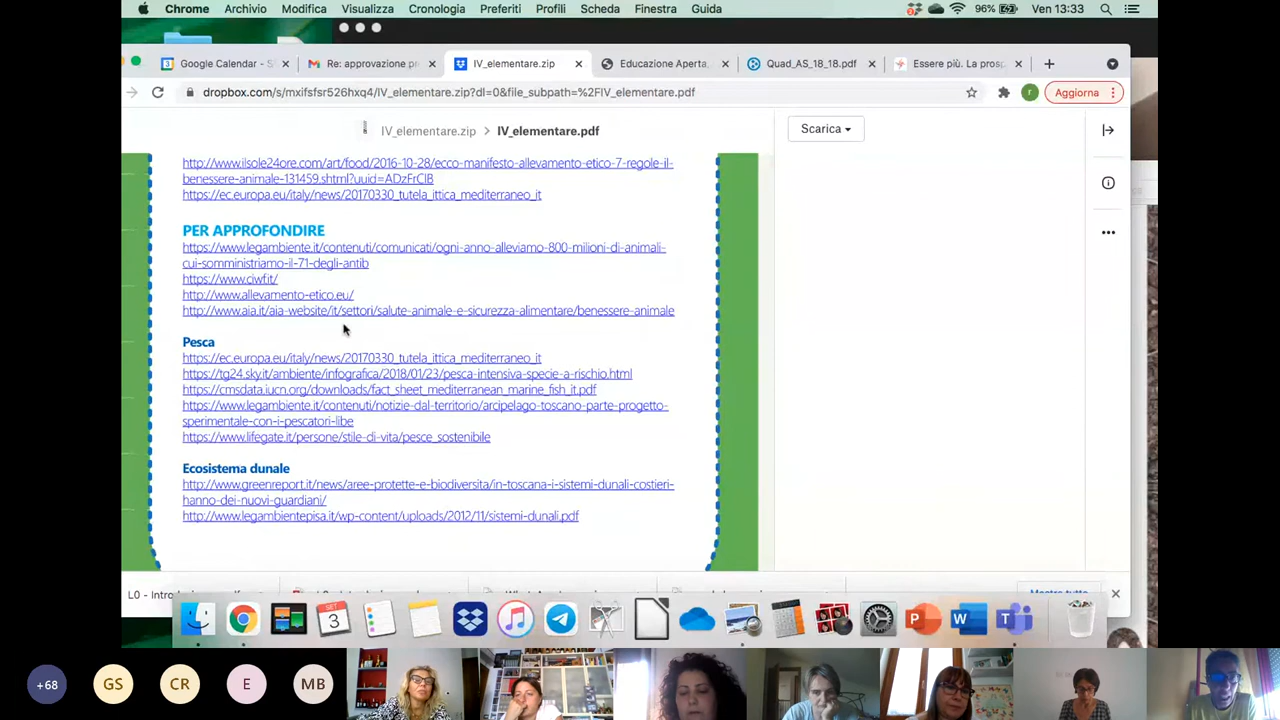 Chrome Archivio Modifica Visualizza Cronologia Preferiti Profili Scheda Finestra Guida 96% Ven 13:33
Google Calendar - S Re: approvazione pr IV_elementare.zip Educazione Aperta, Quad_AS_18_18.pdf Essere più. La prosp
dropbox.com/s/mxifsfsr526hxq4/IV_elementare.zip?dl=0&file_subpath=%2FIV_elementare.pdf
Aggiorna
IV_elementare.zip > IV_elementare.pdf
Scarica
http://www.ilsole24ore.com/art/food/2016-10-28/ecco-manifesto-allevamento-etico-7-regole-il-
benessere-animale-131459.shtml?uuid=ADzFrClB
https://ec.europa.eu/italy/news/20170330_tutela_ittica_mediterraneo_it
PER APPROFONDIRE
https://www.legambiente.it/contenuti/comunicati/ogni-anno-alleviamo-800-milioni-di-animali-
cui-somministriamo-il-71-degli-antib
https://www.ciwf.it/
http://www.allevamento-etico.eu/
http://www.aia.it/aia-website/it/settori/salute-animale-e-sicurezza-alimentare/benessere-animale
Pesca
https://ec.europa.eu/italy/news/20170330_tutela_ittica_mediterraneo_it
https://tg24.sky.it/ambiente/infografica/2018/01/23/pesca-intensiva-specie-a-rischio.html
https://cmsdata.iucn.org/downloads/fact_sheet_mediterranean_marine_fish_it.pdf
https://www.legambiente.it/contenuti/notizie-dal-territorio/arcipelago-toscano-parte-progetto-
sperimentale-con-i-pescatori-libe
https://www.lifegate.it/persone/stile-di-vita/pesce_sostenibile
Ecosistema dunale
http://www.greenreport.it/news/aree-protette-e-biodiversita/in-toscana-i-sistemi-dunali-costieri-
hanno-dei-nuovi-guardiani/
http://www.legambientepisa.it/wp-content/uploads/2012/11/sistemi-dunali.pdf
SET
3
+68 GS CR E MB